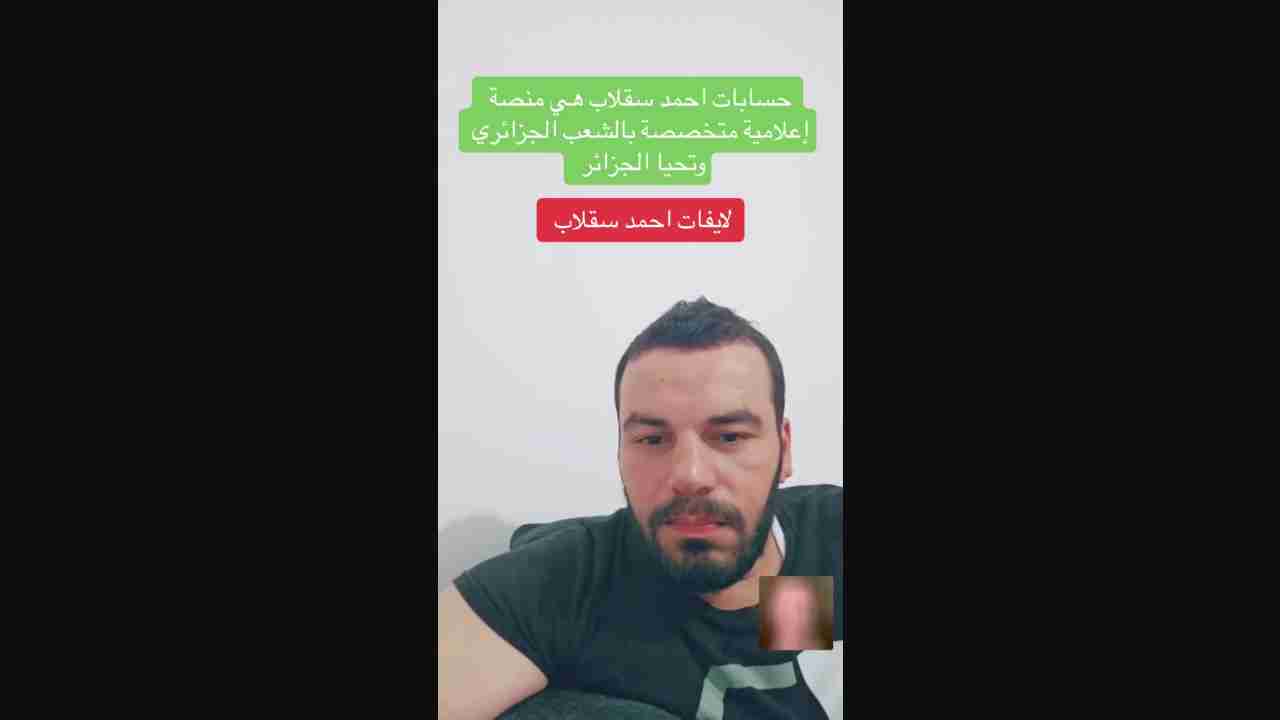 حسابات احمد سقلاب هي منصة
إعلامية متخصصة بالشعب الجزائري
وتحيا الجزائر
لايفات احمد سقلاب